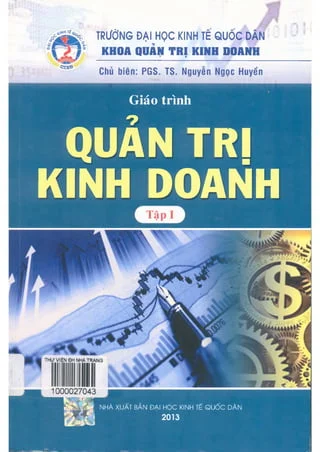 TRƯỜNG ĐẠI HỌC KINH TẾ QUỐC DÂN
KHOA QUẢN TRỊ KINH DOANH
Chủ biên: PGS. TS. Nguyễn Ngọc Huyền
Giáo trình
QUẢN TRỊ
KINH DOANH
Tập I
THƯ VIỆN ĐH NHA TRANG
1000027043
NHÀ XUẤT BẢN ĐẠI HỌC KINH TẾ QUỐC DÂN
2013